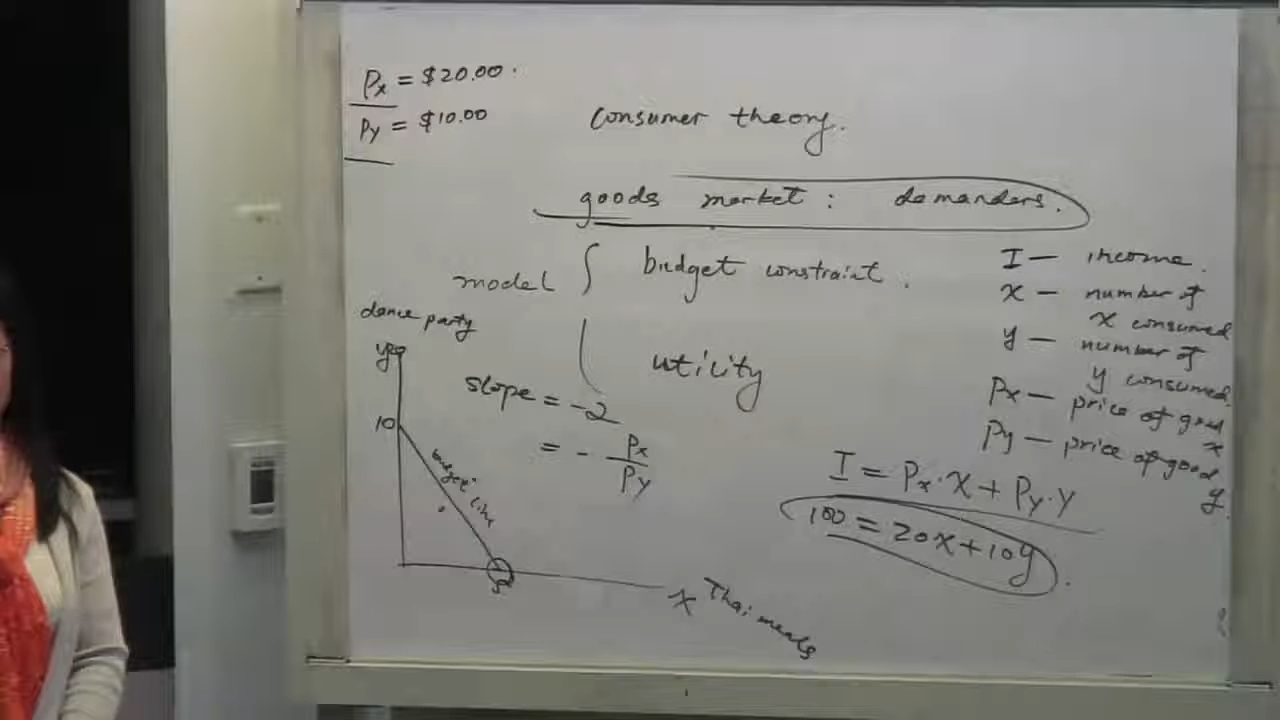 Px = $20.00
Py = $10.00
Consumer theory.
goods market : demanders.
model { budget constraint.
utility
I — income.
x — number of
x consumed
y — number of
y consumed.
Px — price of good
x
Py — price of good
y.
dance party
y
10
budget line
5
x Thai meals
slope = -2
= - Px/Py
I = Px·x + Py·y
100 = 20x + 10y.